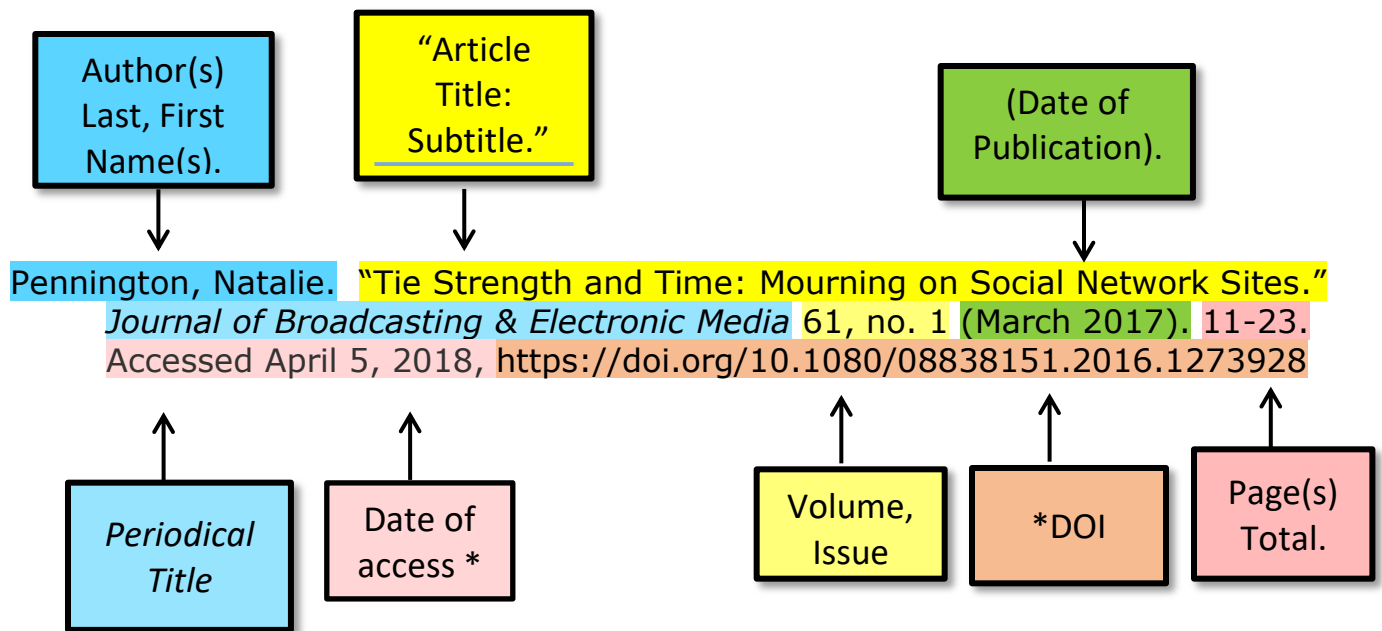 Author(s)
Last, First
Name(s).
“Article
Title:
Subtitle.”
(Date of
Publication).
Pennington, Natalie. “Tie Strength and Time: Mourning on Social Network Sites.”
Journal of Broadcasting & Electronic Media 61, no. 1 (March 2017). 11-23.
Accessed April 5, 2018, https://doi.org/10.1080/08838151.2016.1273928
Periodical
Title
Date of
access *
Volume,
Issue
*DOI
Page(s)
Total.